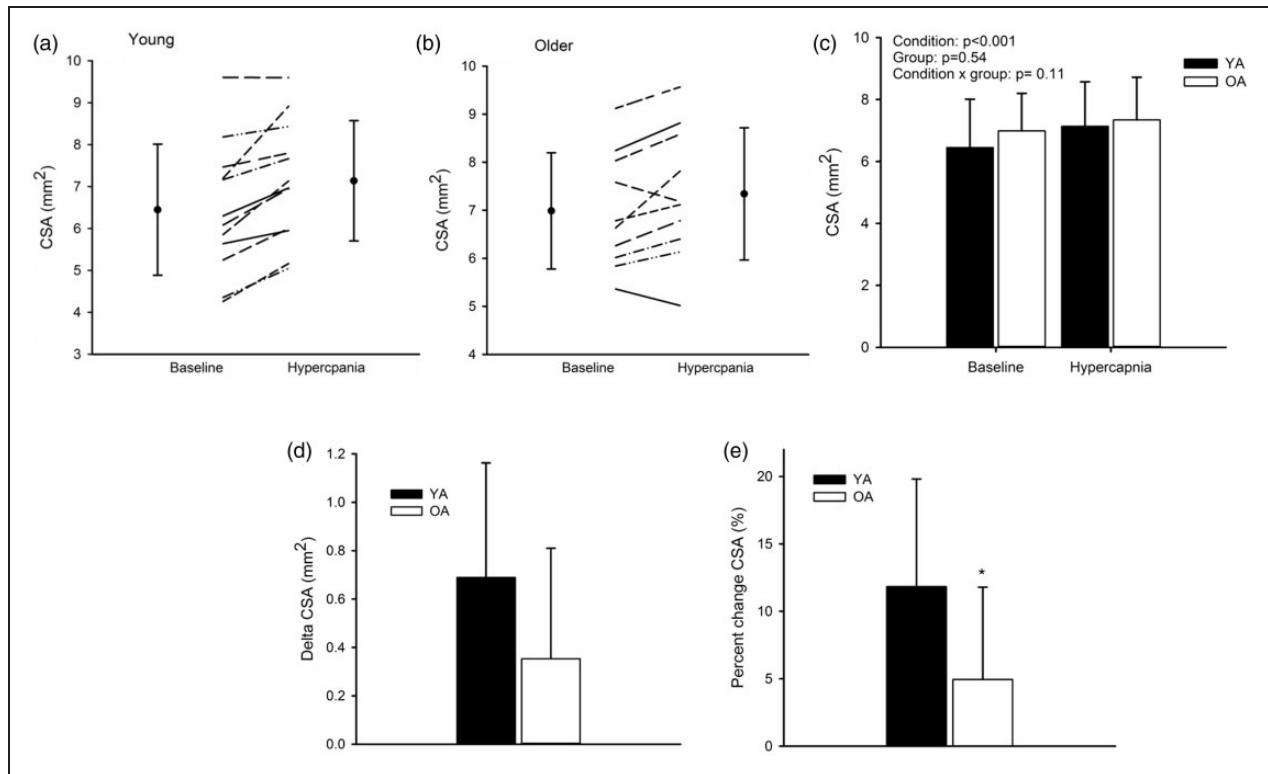 (a)
Young
10
9
8
7
6
5
4
3
CSA (mm²)
Baseline
Hypercpania
(b)
Older
10
9
8
7
6
5
4
CSA (mm²)
Baseline
Hypercpania
(c)
Condition: p<0.001
Group: p=0.54
Condition x group: p= 0.11
YA
OA
10
8
6
4
2
0
CSA (mm²)
Baseline
Hypercapnia
(d)
YA
OA
1.2
1.0
0.8
0.6
0.4
0.2
0.0
Delta CSA (mm²)
(e)
YA
OA
20
15
10
5
0
Percent change CSA (%)
*